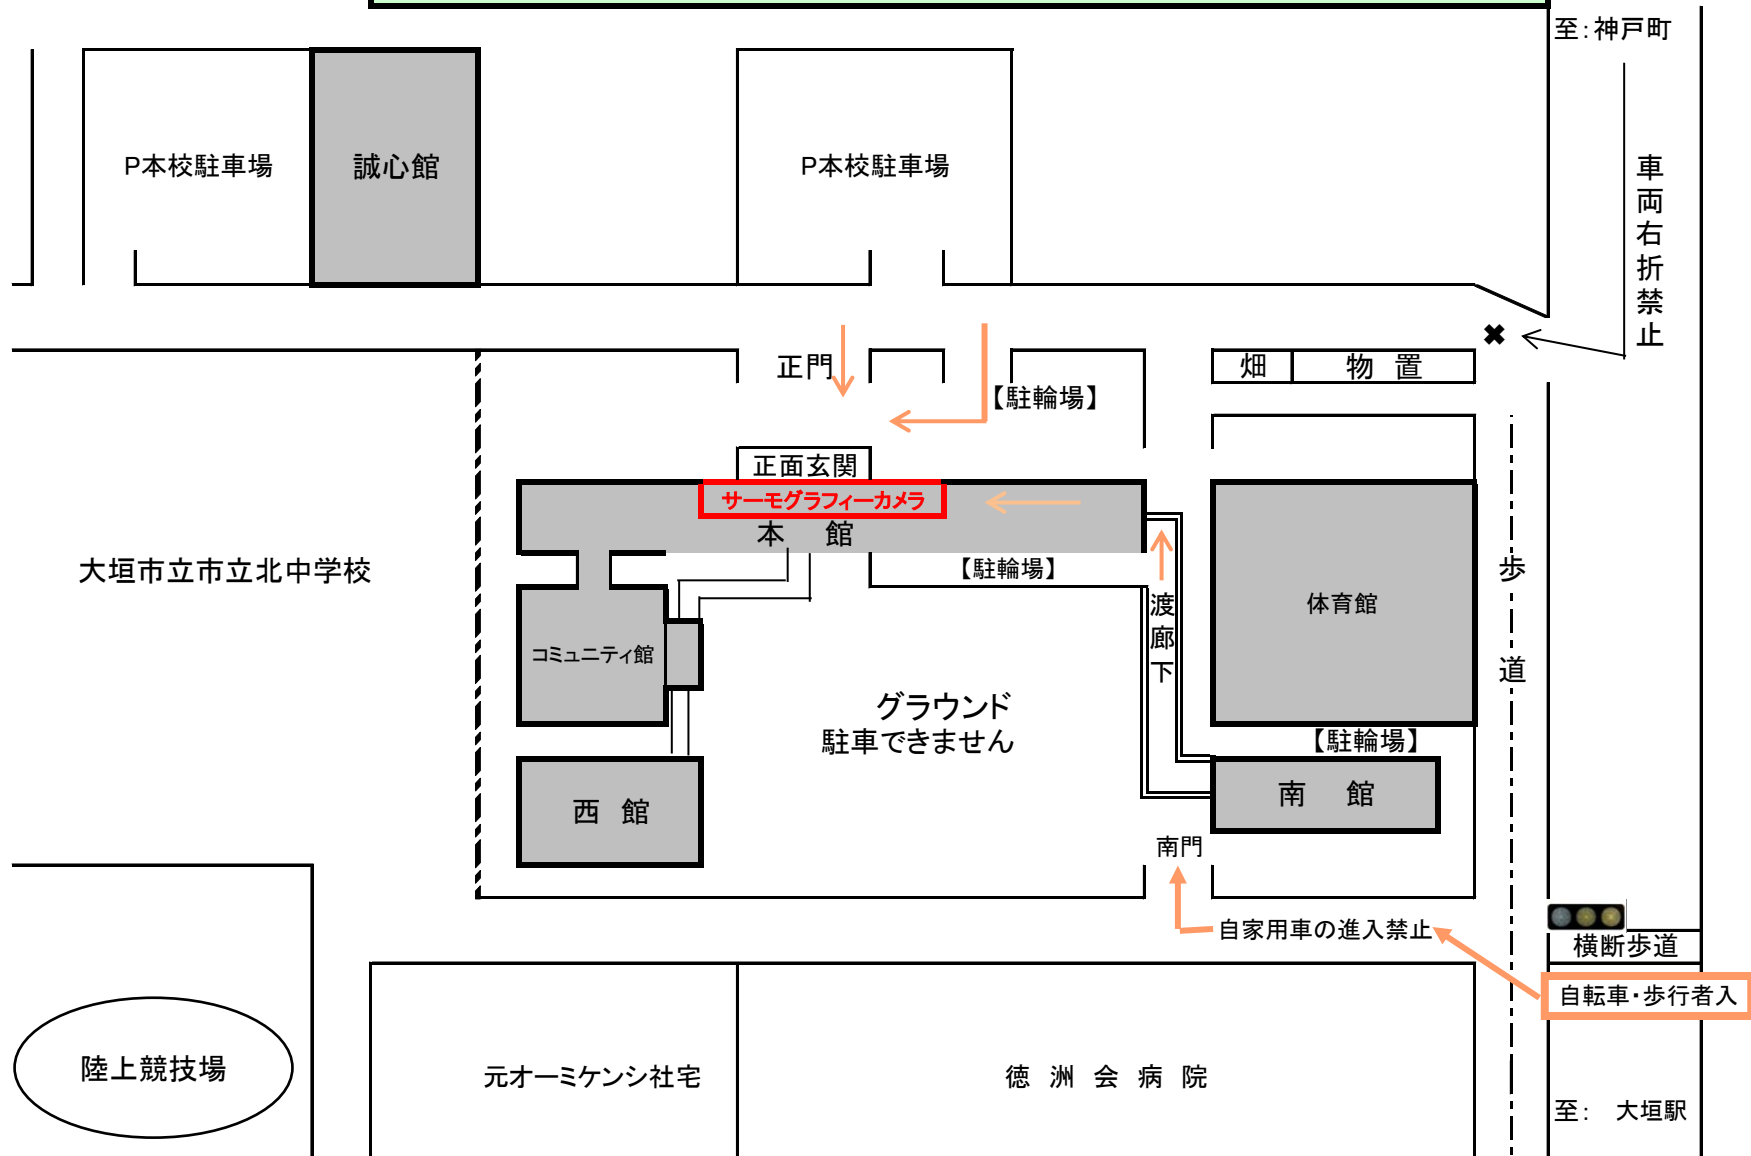 至：神戸町
P本校駐車場
誠心館
P本校駐車場
車両右折禁止
正門
畑
物 置
【駐輪場】
正面玄関
サーモグラフィーカメラ
本 館
大垣市立市立北中学校
【駐輪場】
歩道
渡廊下
体育館
コミュニティ館
グラウンド
駐車できません
【駐輪場】
西 館
南 館
南門
自家用車の進入禁止
横断歩道
自転車・歩行者入
陸上競技場
元オーミケンシ社宅
徳 洲 会 病 院
至： 大垣駅